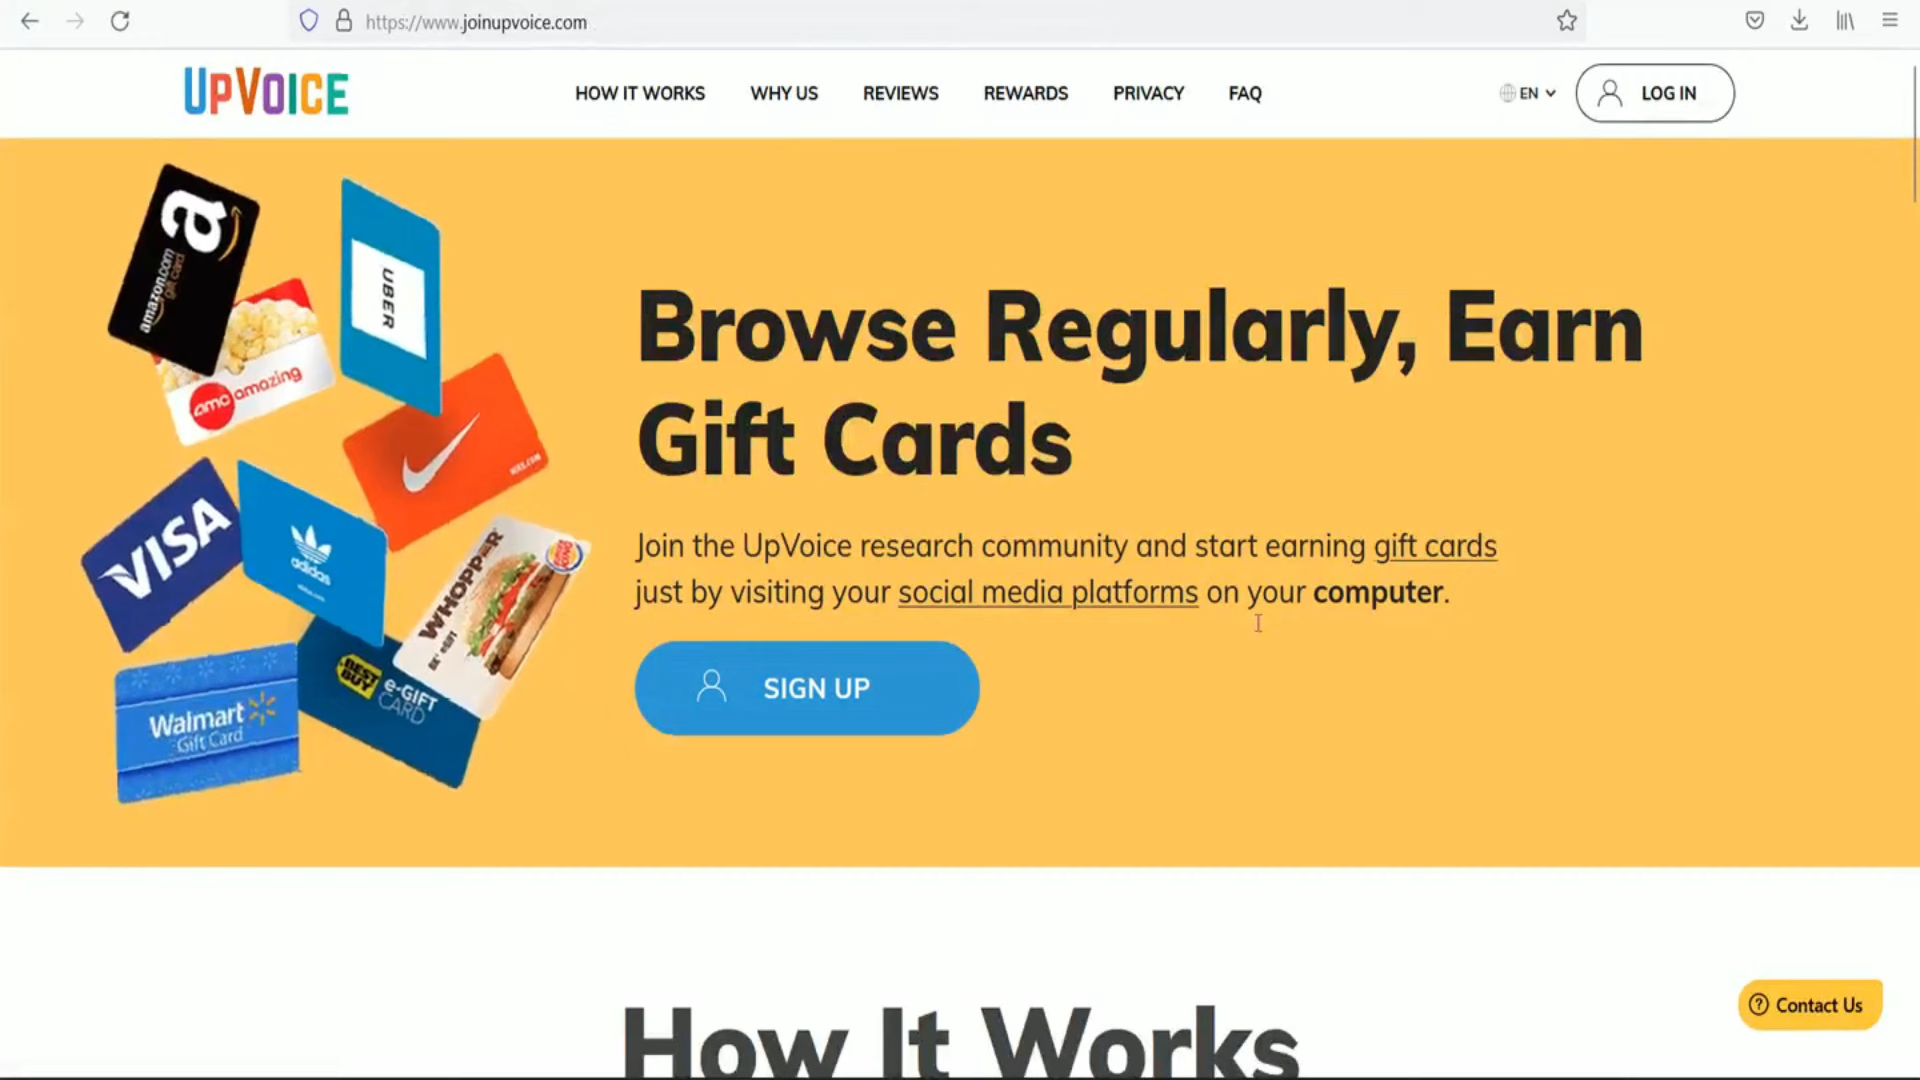 https://www.joinupvoice.com
UPVOICE
HOW IT WORKS
WHY US
REVIEWS
REWARDS
PRIVACY
FAQ
EN
LOG IN
a
amazon.com
gift card
UBER
amc amazing
VISA
adidas
WHOPPER
BEST BUY
e-GIFT
CARD
Walmart
Gift Card
Browse Regularly, Earn
Gift Cards
Join the UpVoice research community and start earning gift cards
just by visiting your social media platforms on your computer.
SIGN UP
How It Works
Contact Us